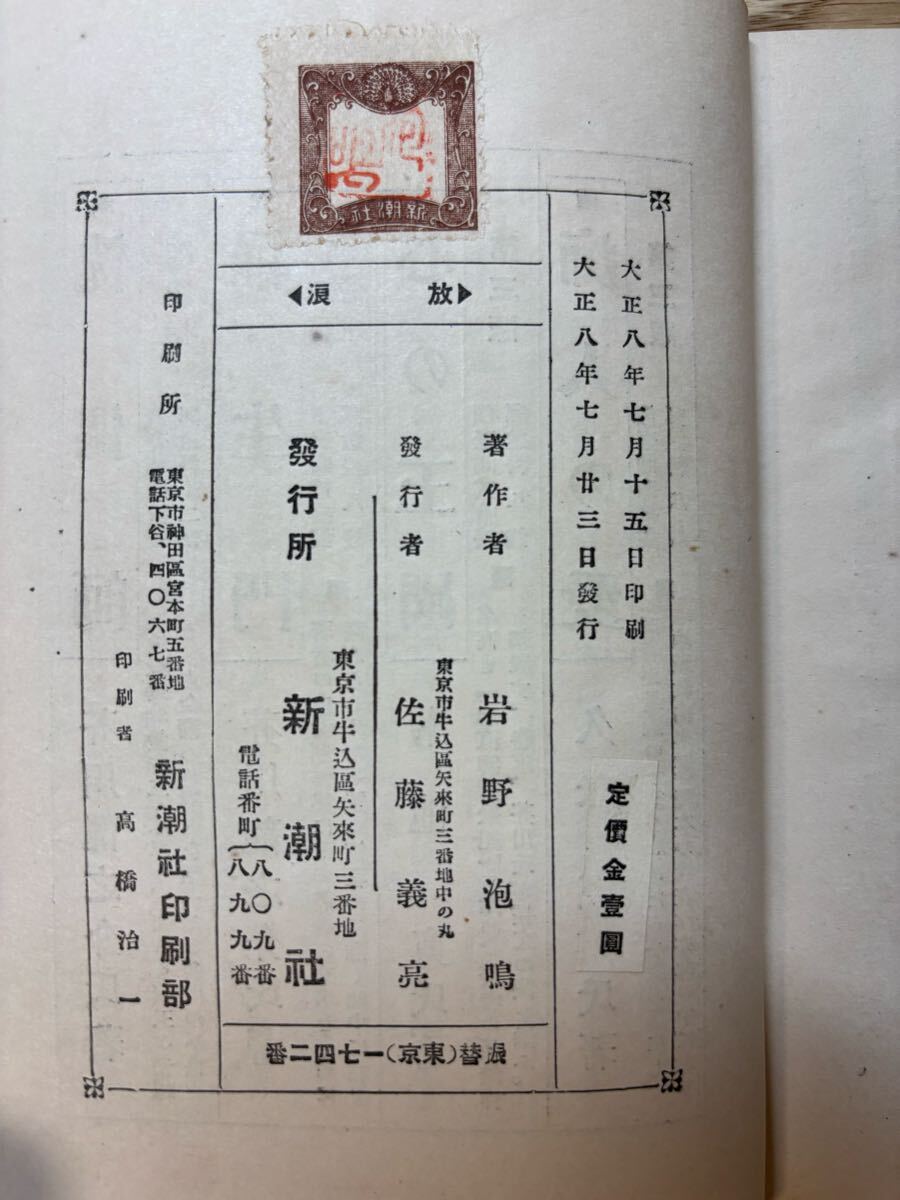 新潮社
大正八年七月十五日印刷
大正八年七月廿三日發行
定價金壹圓
▶放浪◀
著作者 岩野泡鳴
東京市牛込區矢來町三番地中の丸
發行者 佐藤義亮
東京市牛込區矢來町三番地
發行所 新潮社
電話番町{八〇九番
八九九番
振替(東京)一七四二番
東京市神田區宮本町五番地
電話下谷、四〇六七番
印刷所 新潮社印刷部
印刷者 高橋治一